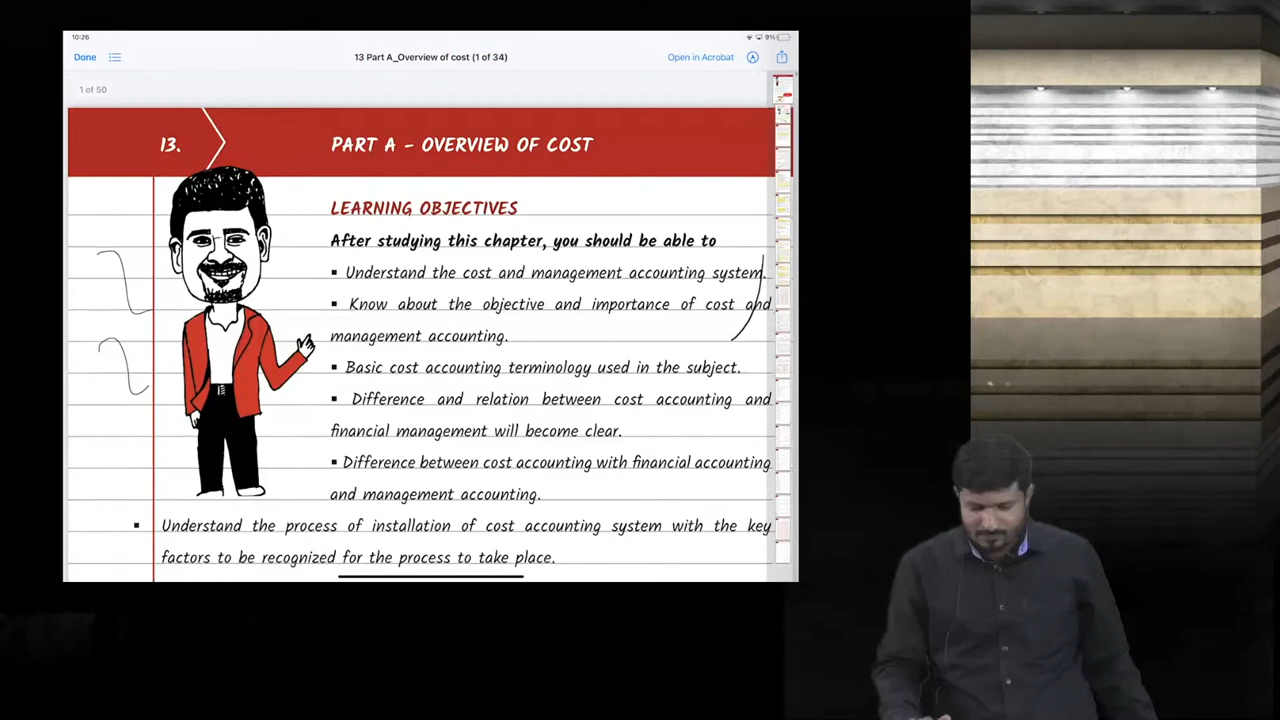 10:26
9%
Done
13 Part A_Overview of cost (1 of 34)
Open in Acrobat
1 of 50
13.
PART A - OVERVIEW OF COST
LEARNING OBJECTIVES
After studying this chapter, you should be able to
▪ Understand the cost and management accounting system.
▪ Know about the objective and importance of cost and
management accounting.
▪ Basic cost accounting terminology used in the subject.
▪ Difference and relation between cost accounting and
financial management will become clear.
▪ Difference between cost accounting with financial accounting
and management accounting.
▪ Understand the process of installation of cost accounting system with the key
factors to be recognized for the process to take place.